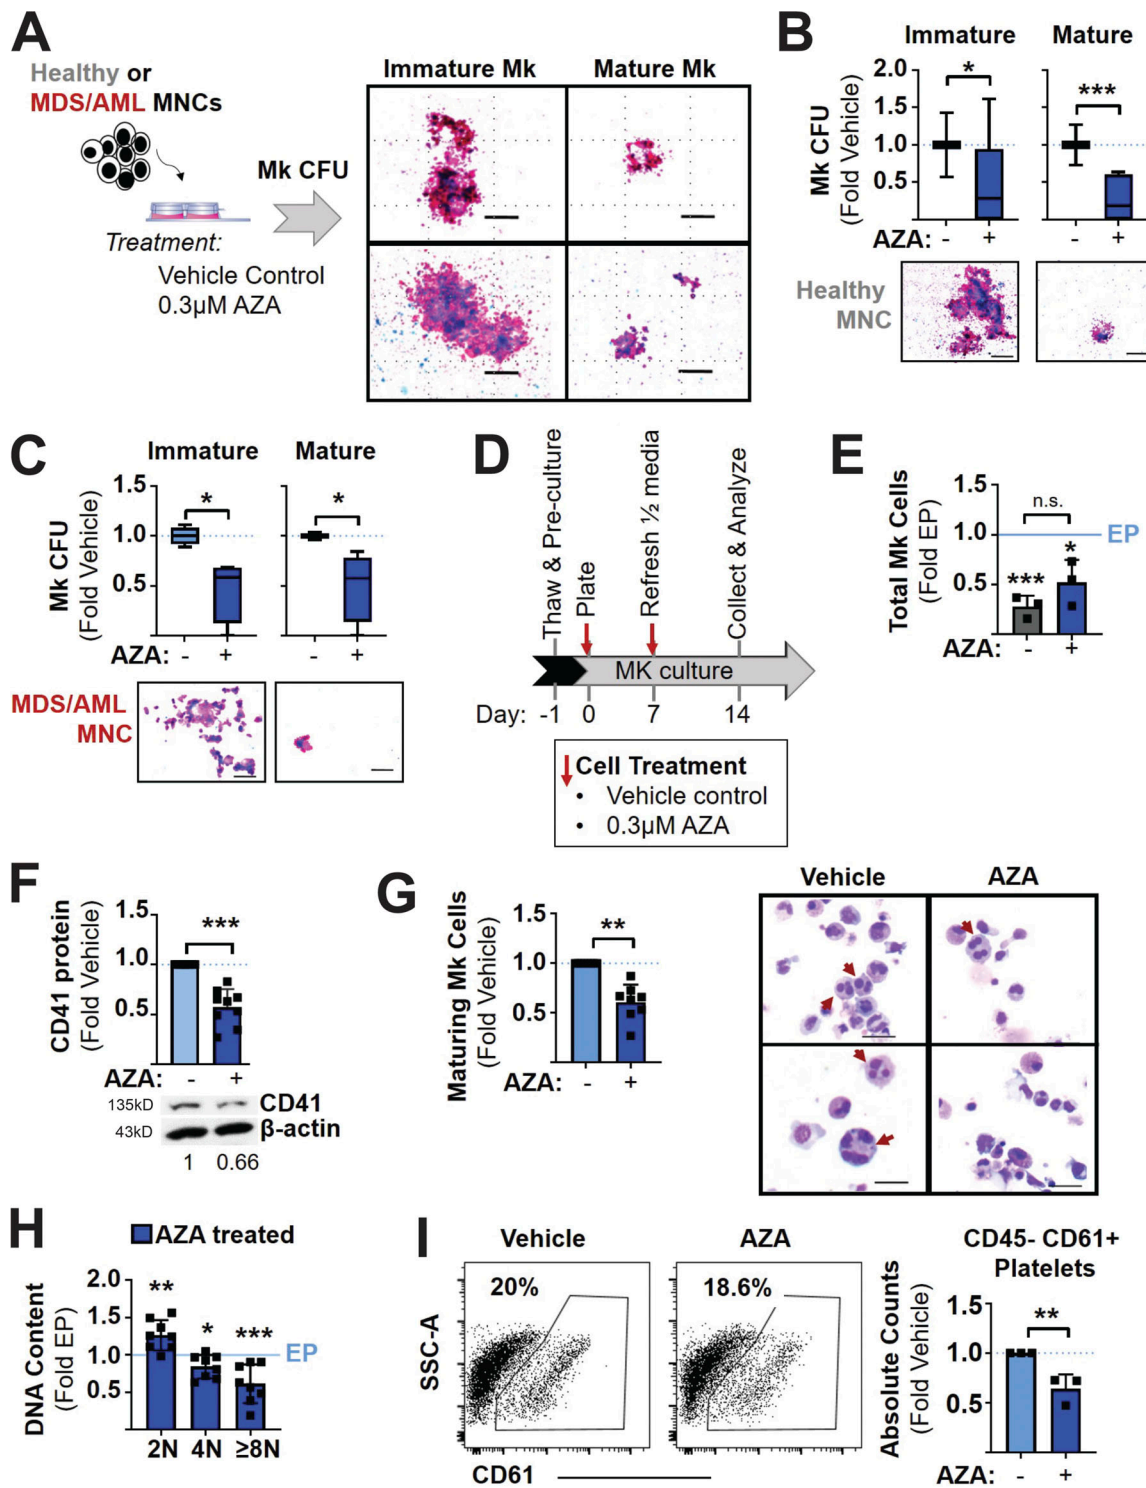 A
Healthy or
MDS/AML MNCs
Mk CFU
Treatment:
Vehicle Control
0.3µM AZA
Immature Mk
Mature Mk
B
Immature
Mature
Mk CFU
(Fold Vehicle)
2.0
1.5
1.0
0.5
*
***
AZA: - + - +
Healthy
MNC
C
Immature
Mature
Mk CFU
(Fold Vehicle)
1.5
1.0
0.5
*
*
AZA: - + - +
MDS/AML
MNC
D
Thaw & Pre-culture
Plate
Refresh ½ media
Collect & Analyze
MK culture
Day: -1 0 7 14
Cell Treatment
• Vehicle control
• 0.3µM AZA
E
Total Mk Cells
(Fold EP)
1.5
1.0
0.5
n.s.
EP
***
*
AZA: - +
F
CD41 protein
(Fold Vehicle)
1.5
1.0
0.5
***
AZA: - +
135kD
CD41
43kD
β-actin
1 0.66
G
Maturing Mk Cells
(Fold Vehicle)
1.5
1.0
0.5
**
AZA: - +
Vehicle
AZA
H
AZA treated
DNA Content
(Fold EP)
2.0
1.5
1.0
0.5
**
*
***
EP
2N 4N ≥8N
I
Vehicle
AZA
20%
18.6%
SSC-A
CD61
CD45- CD61+
Platelets
Absolute Counts
(Fold Vehicle)
1.5
1.0
0.5
**
AZA: - +